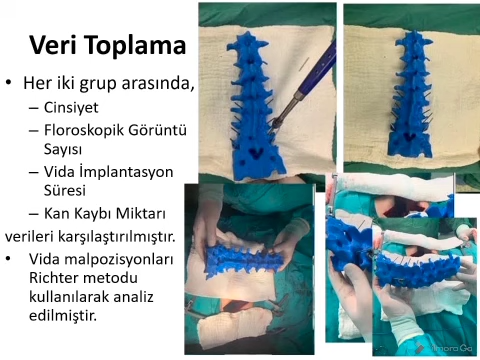 Veri Toplama
• Her iki grup arasında,
– Cinsiyet
– Floroskopik Görüntü
Sayısı
– Vida İmplantasyon
Süresi
– Kan Kaybı Miktarı
verileri karşılaştırılmıştır.
• Vida malpozisyonları
Richter metodu
kullanılarak analiz
edilmiştir.